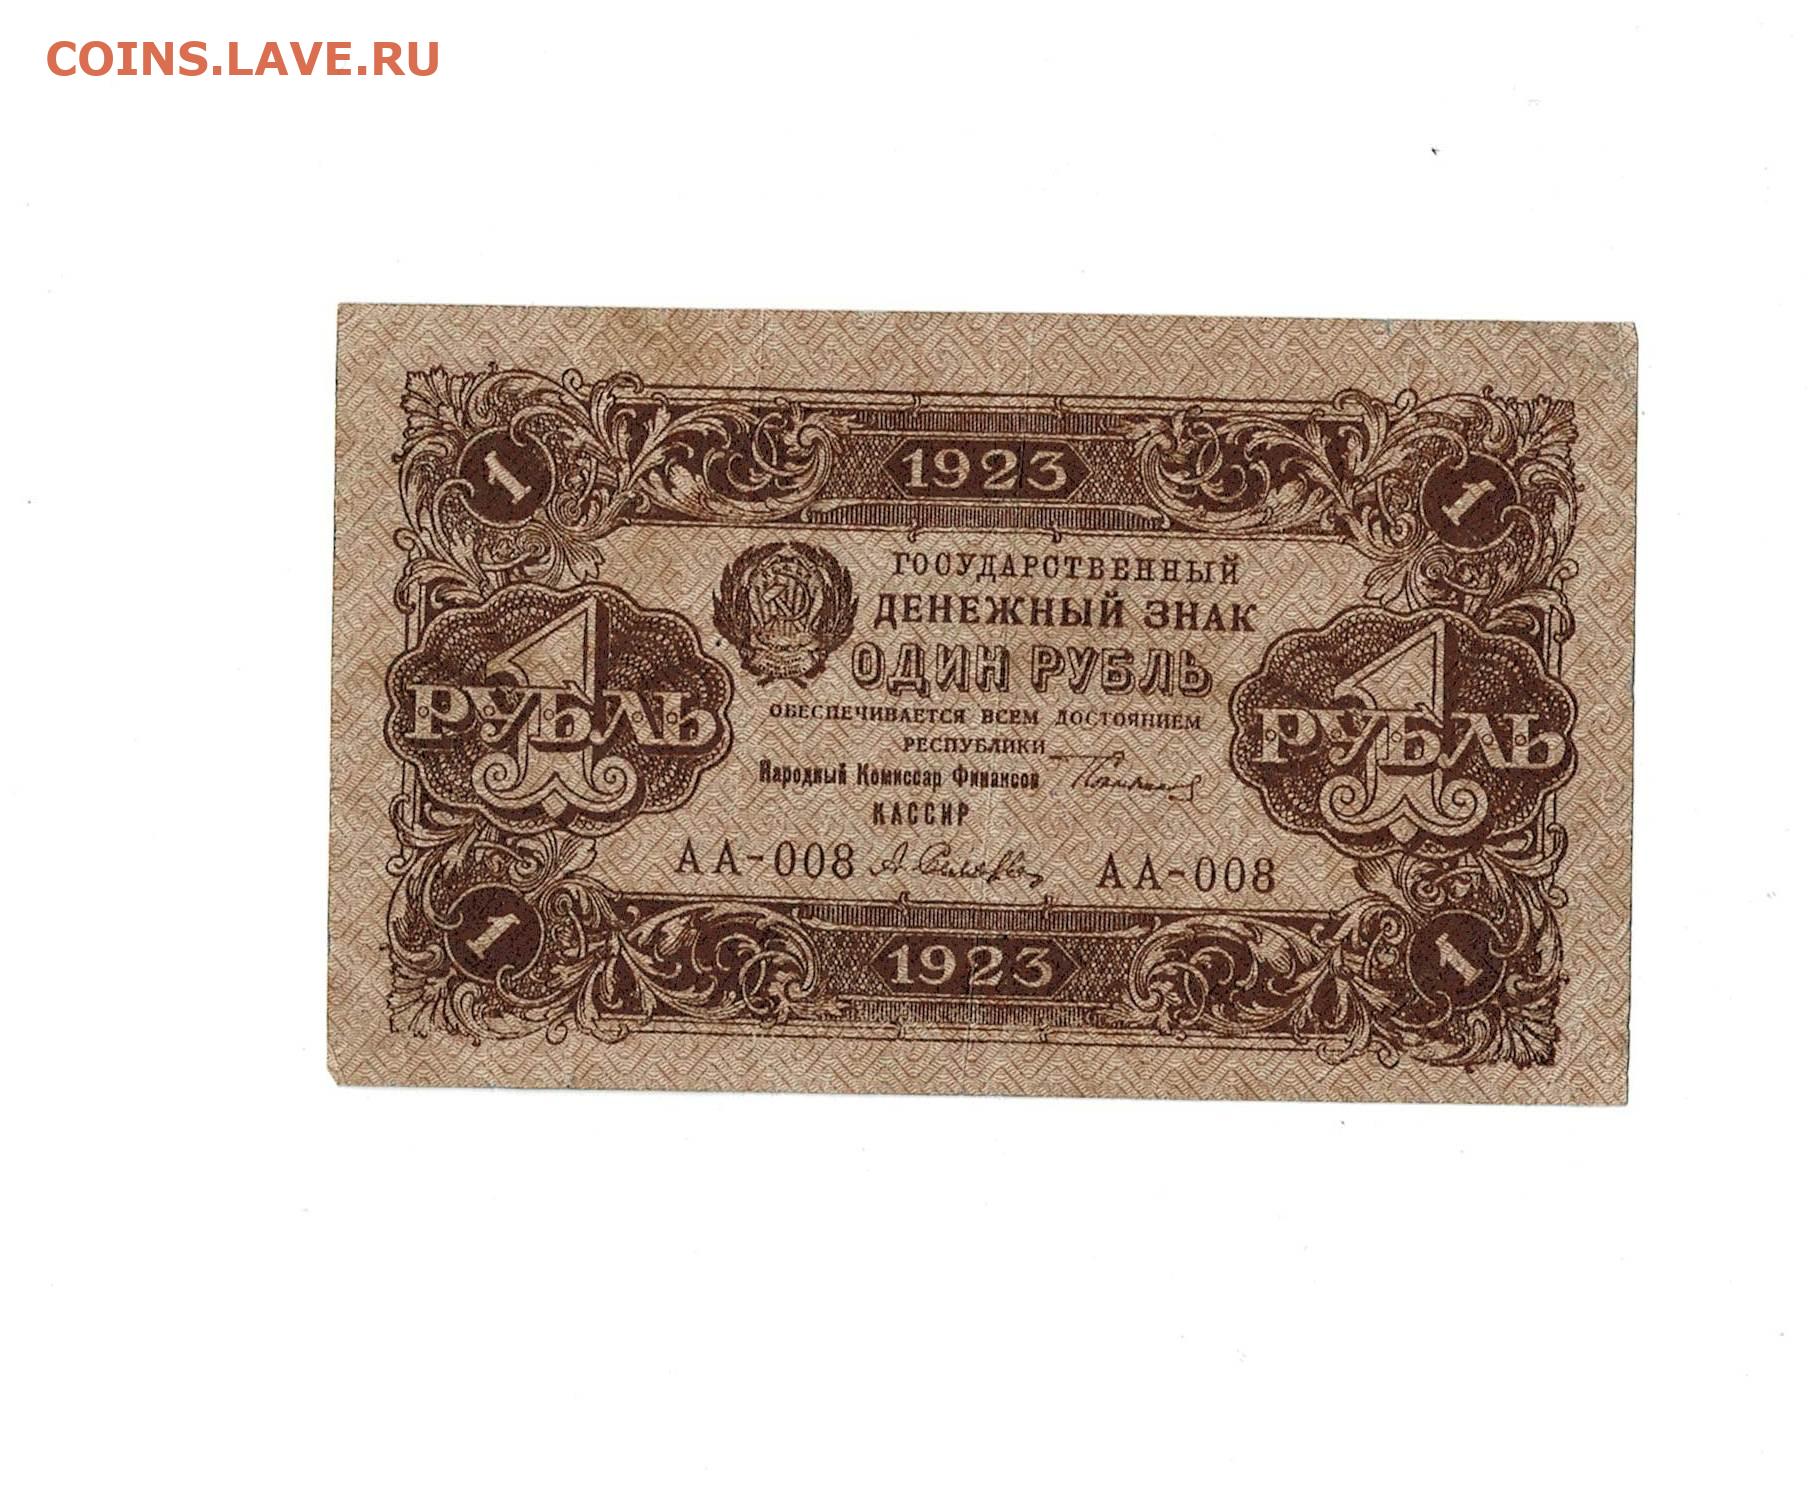 COINS.LAVE.RU
1 1923 1
ГОСУДАРСТВЕННЫЙ
ДЕНЕЖНЫЙ ЗНАК
ОДИН РУБЛЬ
1 РУБЛЬ
1 РУБЛЬ
ОБЕСПЕЧИВАЕТСЯ ВСЕМ ДОСТОЯНИЕМ
РЕСПУБЛИКИ
Народный Комиссар Финансов
КАССИР
АА-008 АА-008
1 1923 1